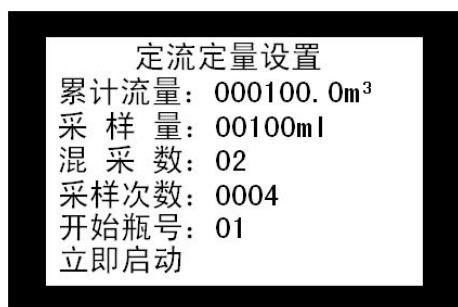 定流定量设置
累计流量：000100.0m³
采 样 量：00100ml
混 采 数：02
采样次数：0004
开始瓶号：01
立即启动